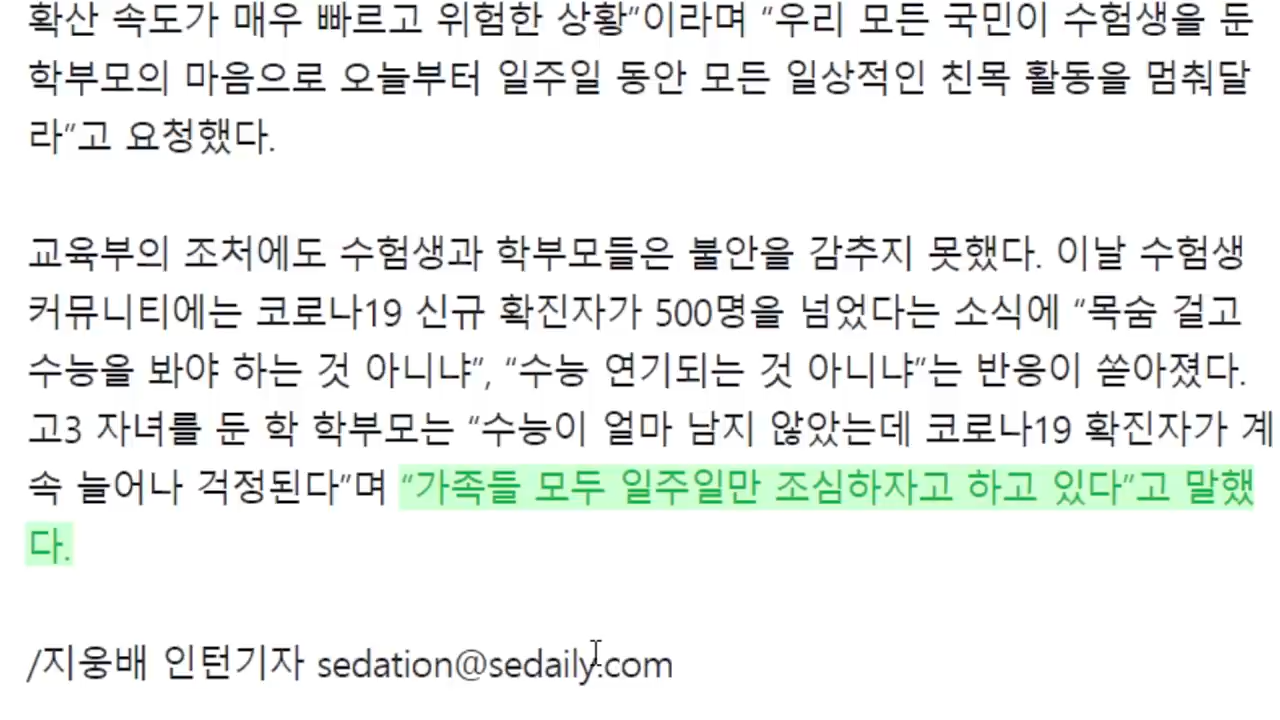 확산 속도가 매우 빠르고 위험한 상황”이라며 “우리 모든 국민이 수험생을 둔
학부모의 마음으로 오늘부터 일주일 동안 모든 일상적인 친목 활동을 멈춰달
라”고 요청했다.
교육부의 조처에도 수험생과 학부모들은 불안을 감추지 못했다. 이날 수험생
커뮤니티에는 코로나19 신규 확진자가 500명을 넘었다는 소식에 “목숨 걸고
수능을 봐야 하는 것 아니냐”, “수능 연기되는 것 아니냐”는 반응이 쏟아졌다.
고3 자녀를 둔 학 학부모는 “수능이 얼마 남지 않았는데 코로나19 확진자가 계
속 늘어나 걱정된다”며 “가족들 모두 일주일만 조심하자고 하고 있다”고 말했
다.
/지웅배 인턴기자 sedation@sedaily.com